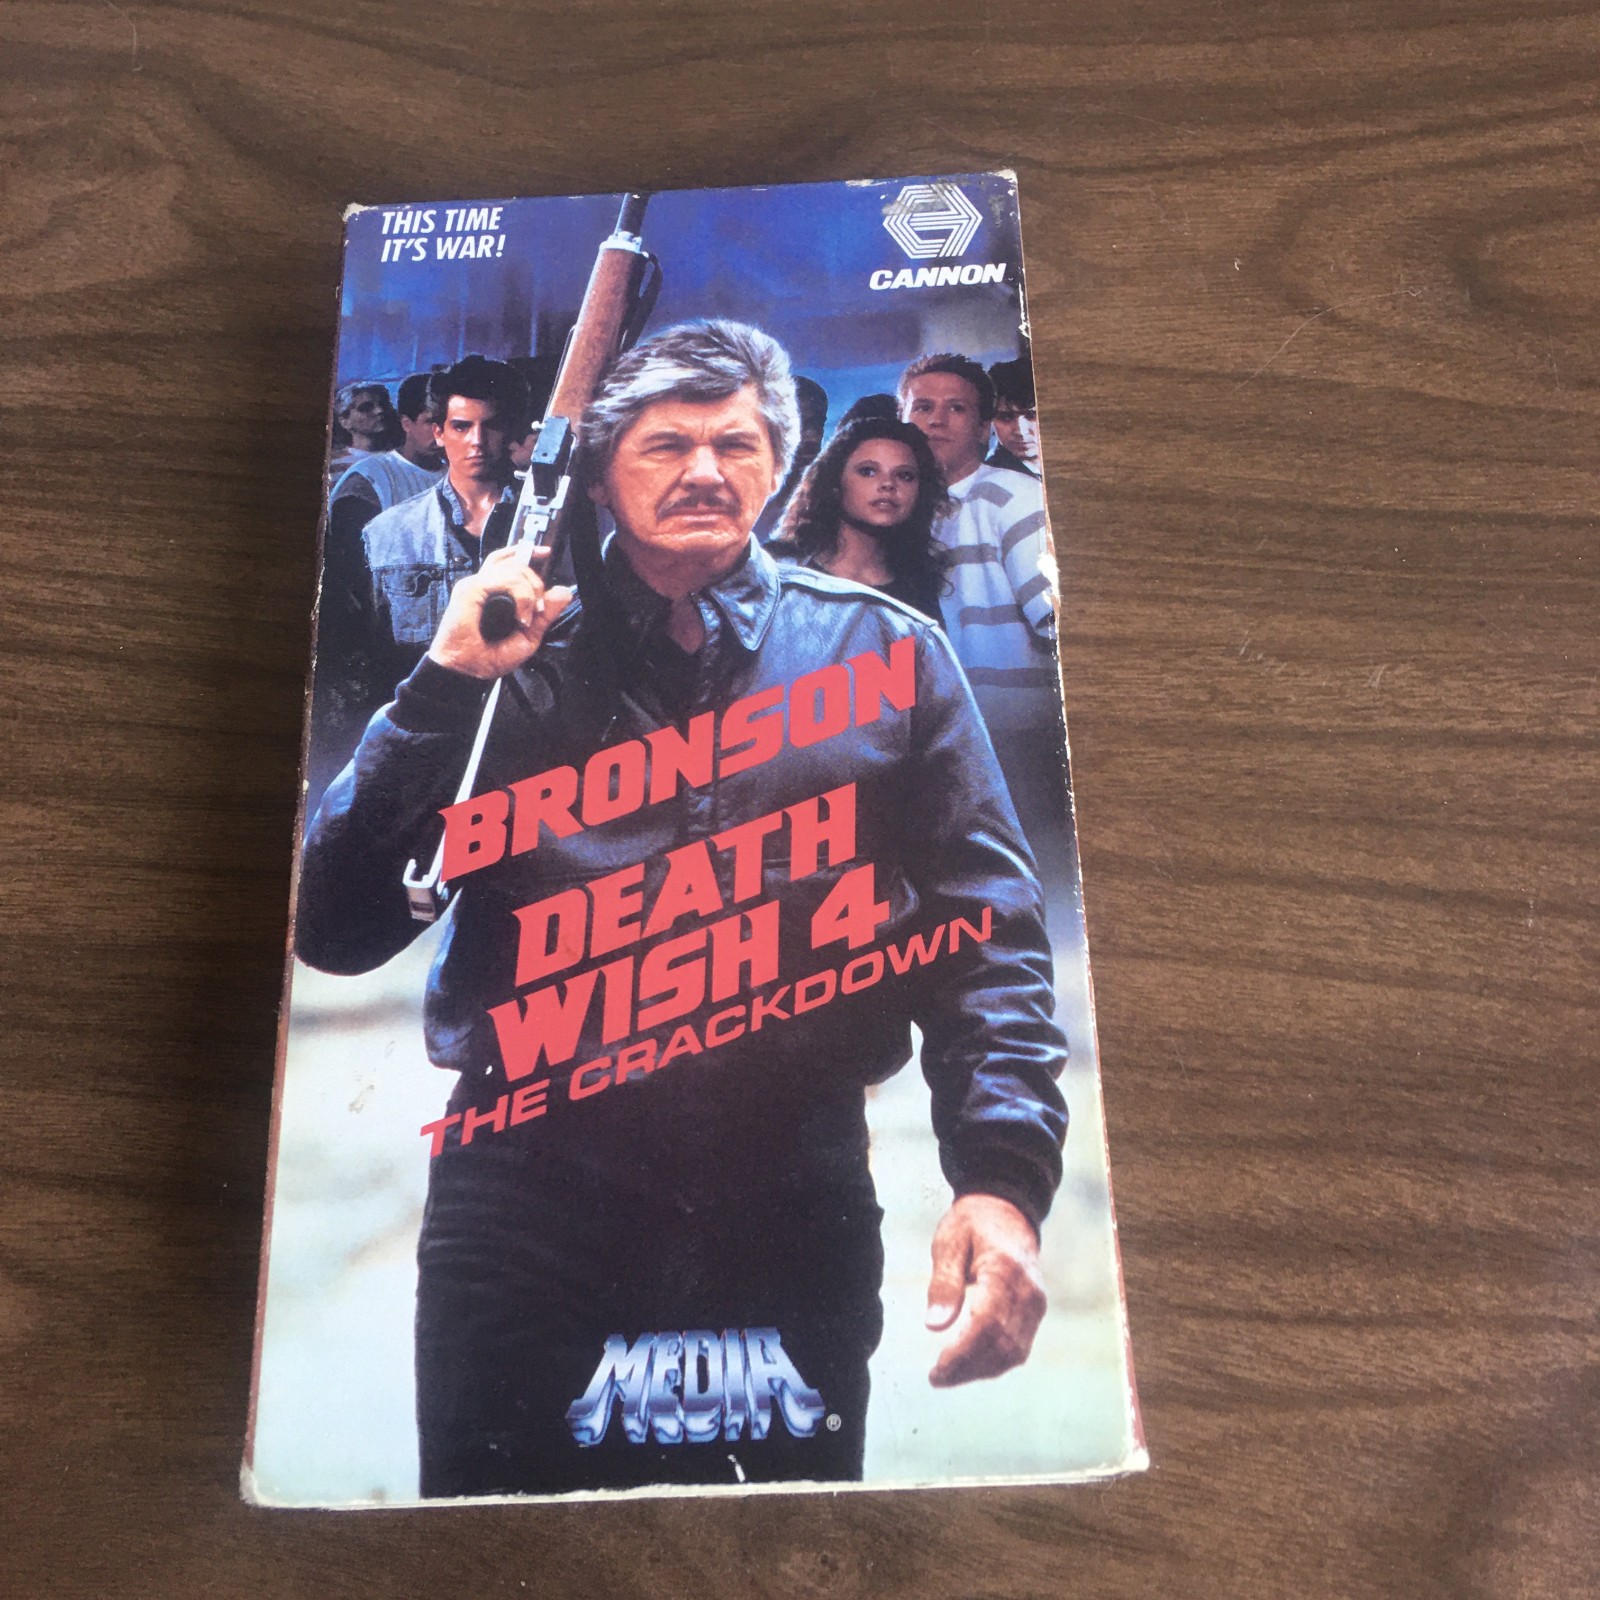 THIS TIME
IT'S WAR!
CANNON
BRONSON
DEATH
WISH 4
THE CRACKDOWN
MEDIA ®